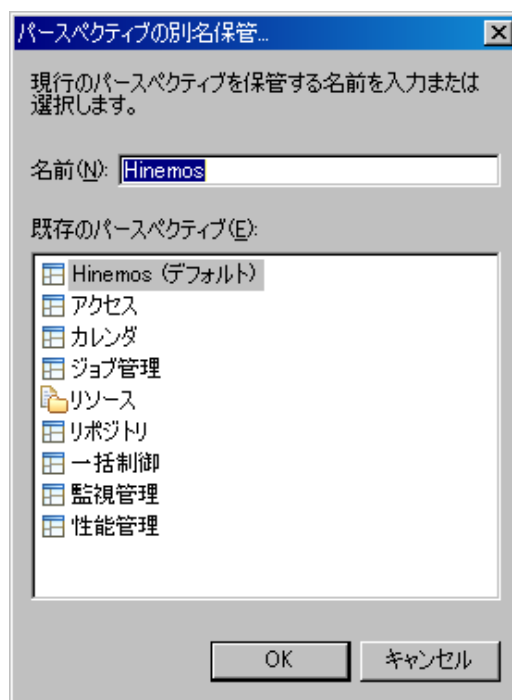 パースペクティブの別名保管...
現行のパースペクティブを保管する名前を入力または
選択します。
名前(N): Hinemos
既存のパースペクティブ(E):
Hinemos (デフォルト)
アクセス
カレンダ
ジョブ管理
リソース
リポジトリ
一括制御
監視管理
性能管理
OK キャンセル